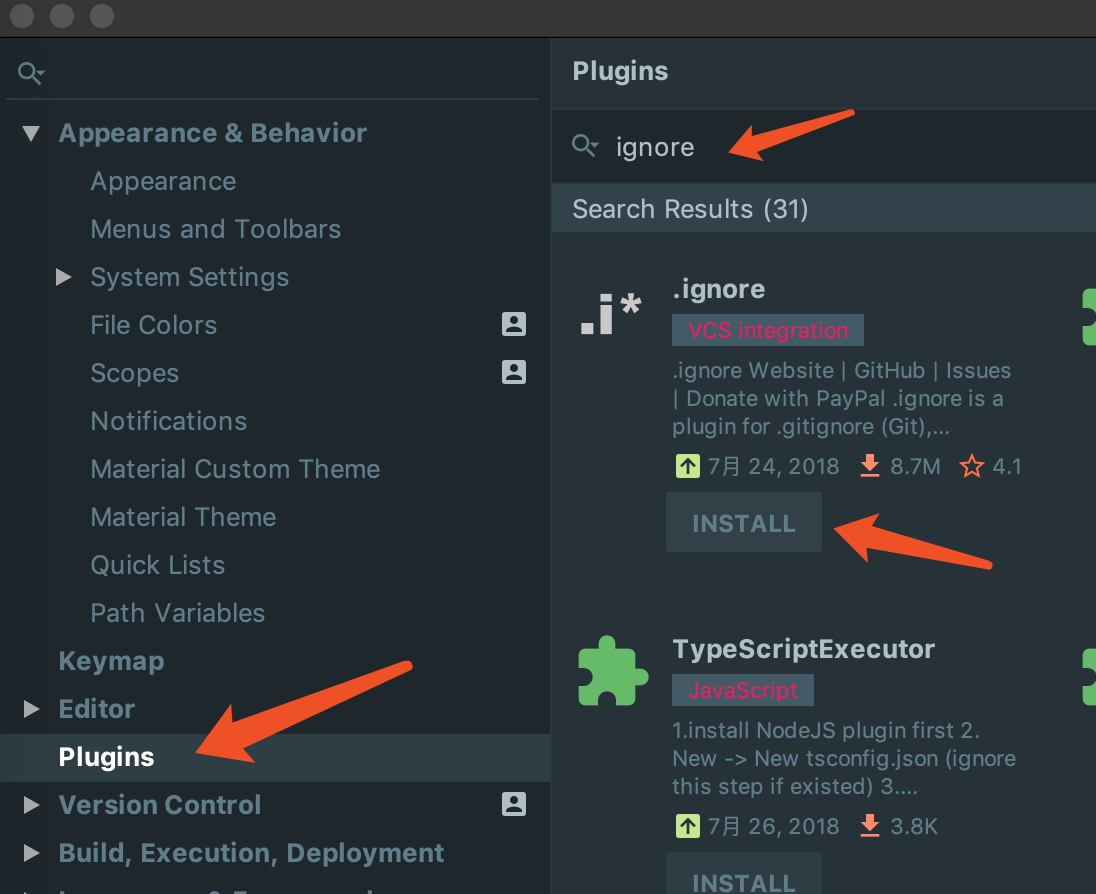 Appearance & Behavior
Appearance
Menus and Toolbars
System Settings
File Colors
Scopes
Notifications
Material Custom Theme
Material Theme
Quick Lists
Path Variables
Keymap
Editor
Plugins
Version Control
Build, Execution, Deployment
Plugins
ignore
Search Results (31)
.i*
.ignore
VCS integration
.ignore Website | GitHub | Issues
| Donate with PayPal .ignore is a
plugin for .gitignore (Git),...
7月 24, 2018 8.7M 4.1
INSTALL
TypeScriptExecutor
JavaScript
1.install NodeJS plugin first 2.
New -> New tsconfig.json (ignore
this step if existed) 3....
7月 26, 2018 3.8K
INSTALL